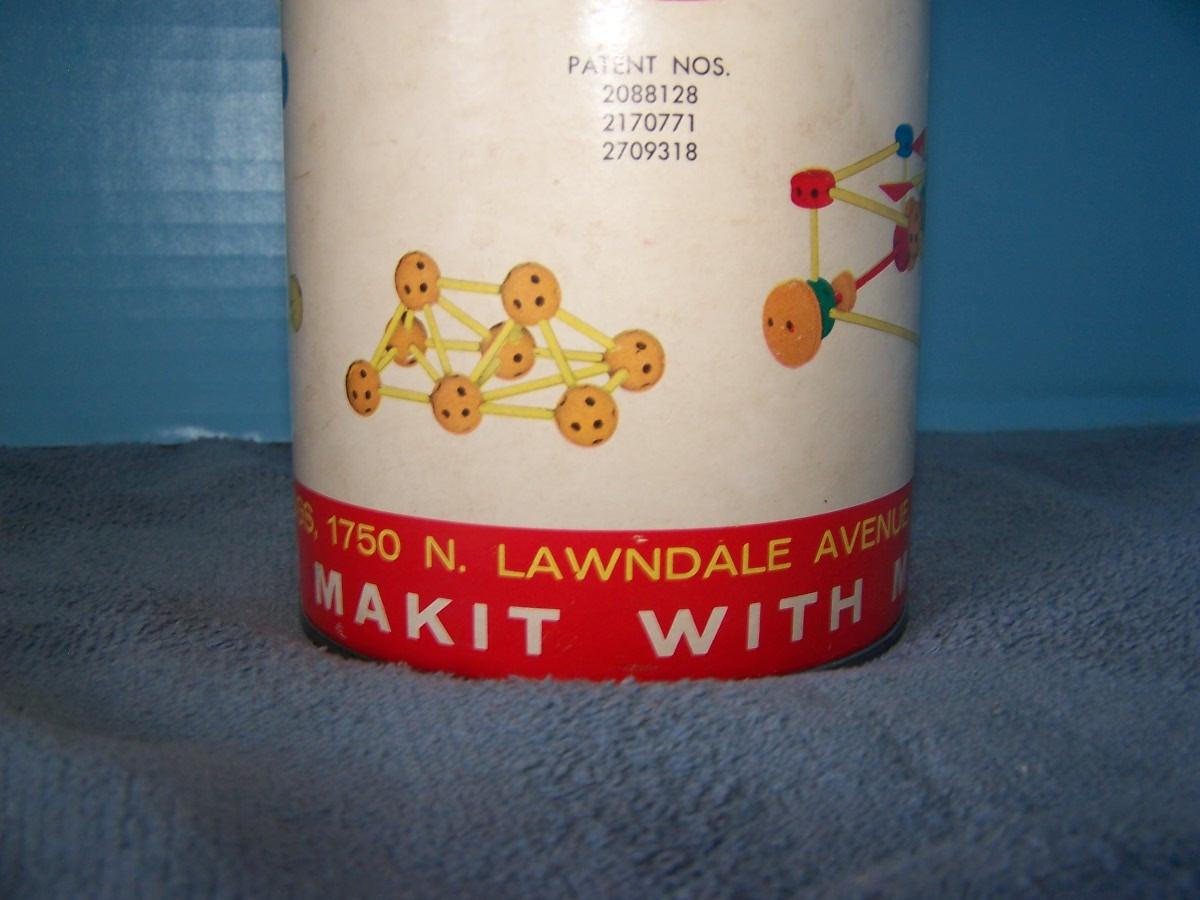 PATENT NOS.
2088128
2170771
2709318
1750 N. LAWNDALE AVENUE
MAKIT WITH